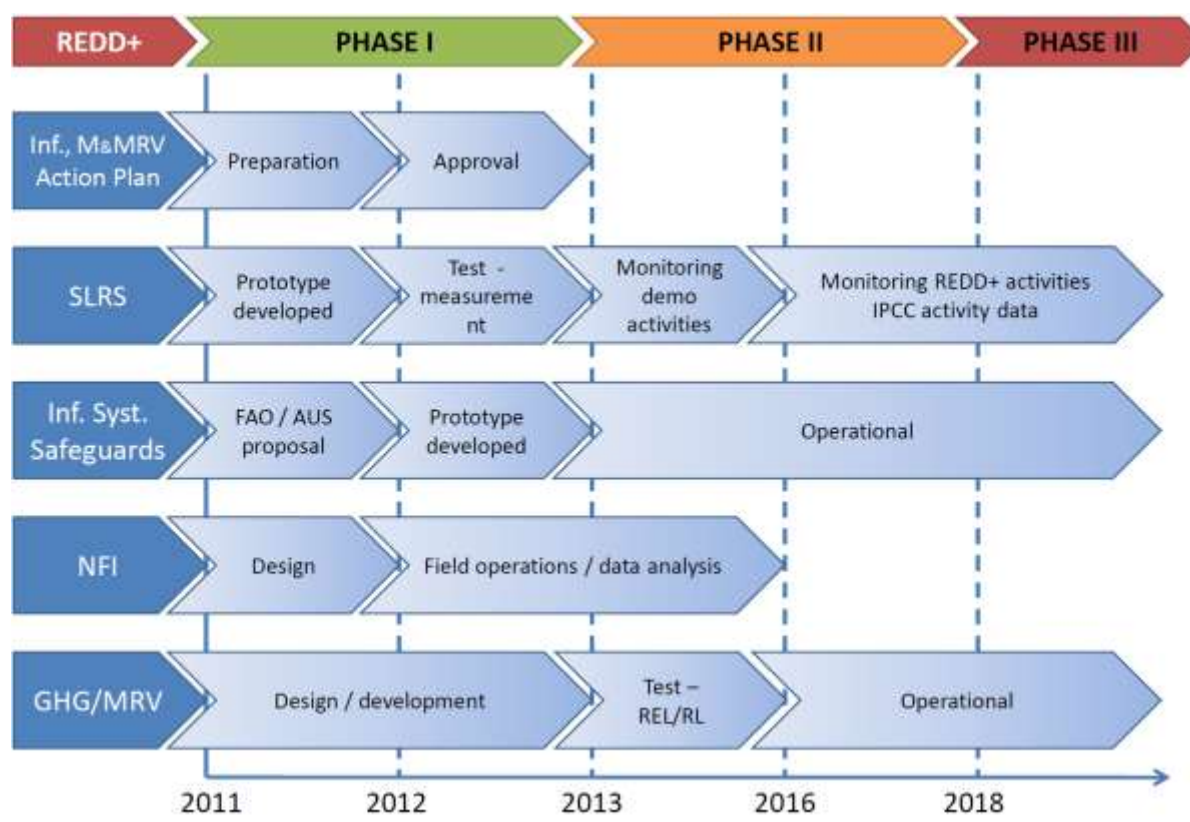 REDD+
PHASE I
PHASE II
PHASE III
Inf., M&MRV
Action Plan
Preparation
Approval
SLRS
Prototype
developed
Test -
measureme
nt
Monitoring
demo
activities
Monitoring REDD+ activities
IPCC activity data
Inf. Syst.
Safeguards
FAO / AUS
proposal
Prototype
developed
Operational
NFI
Design
Field operations / data analysis
GHG/MRV
Design / development
Test –
REL/RL
Operational
2011
2012
2013
2016
2018